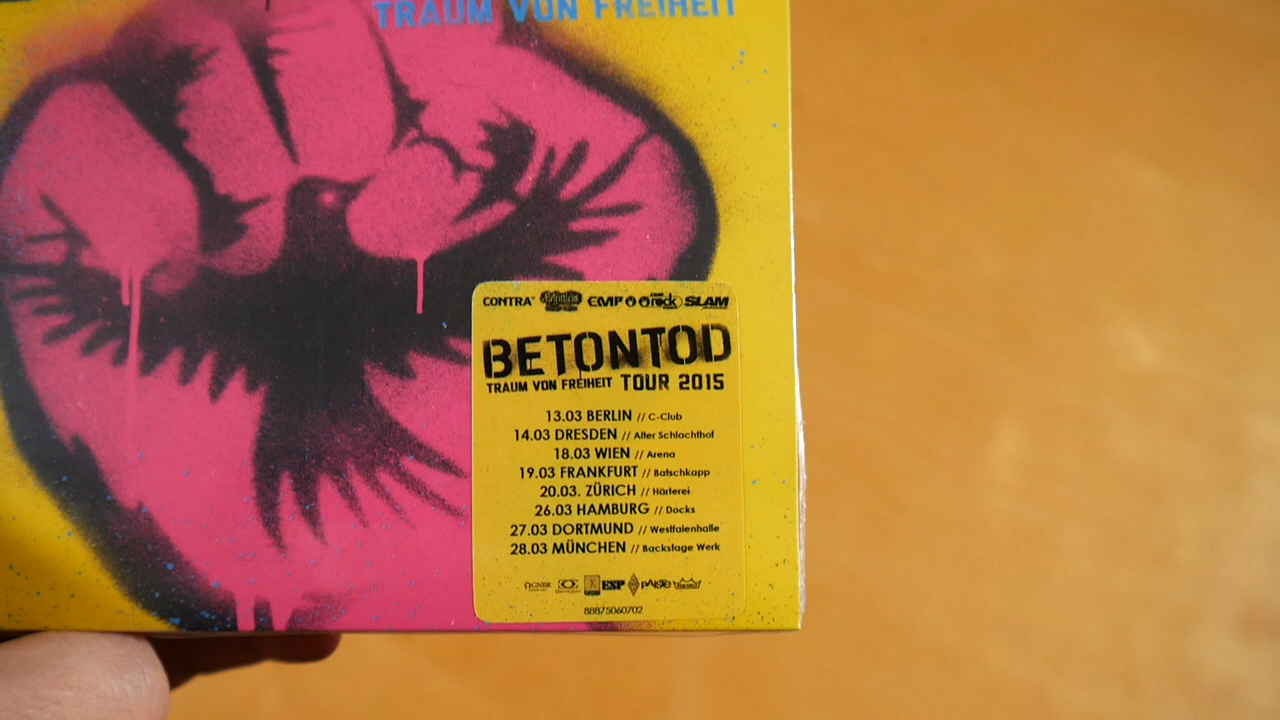 TRAUM VON FREIHEIT
CONTRA EMP rock SLAM
BETONTOD
TRAUM VON FREIHEIT TOUR 2015
13.03 BERLIN // C-Club
14.03 DRESDEN // Alter Schlachthof
18.03 WIEN // Arena
19.03 FRANKFURT // Batschkapp
20.03. ZÜRICH // Härterei
26.03 HAMBURG // Docks
27.03 DORTMUND // Westfalenhalle
28.03 MÜNCHEN // Backstage Werk
ESP PAiSTe
88875060702